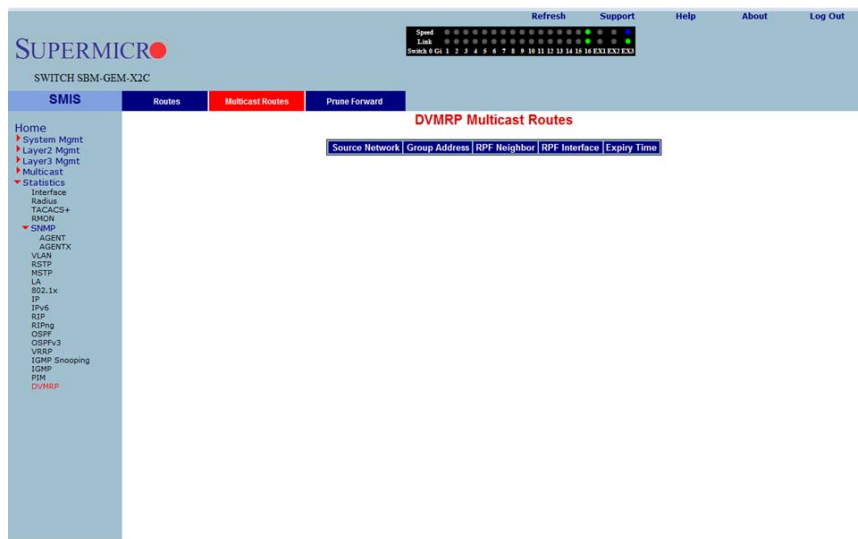 Refresh Support Help About Log Out
Speed
Link
Switch 0 Gi 1 2 3 4 5 6 7 8 9 10 11 12 13 14 15 16 EX1 EX2 EX3
SUPERMICRO
SWITCH SBM-GEM-X2C
SMIS
Routes Multicast Routes Prune Forward
DVMRP Multicast Routes
Source Network Group Address RPF Neighbor RPF Interface Expiry Time
Home
System Mgmt
Layer2 Mgmt
Layer3 Mgmt
Multicast
Statistics
Interface
Radius
TACACS+
RMON
SNMP
AGENT
AGENTX
VLAN
RSTP
MSTP
LA
802.1x
IP
IPv6
RIP
RIPng
OSPF
OSPFv3
VRRP
IGMP Snooping
IGMP
PIM
DVMRP